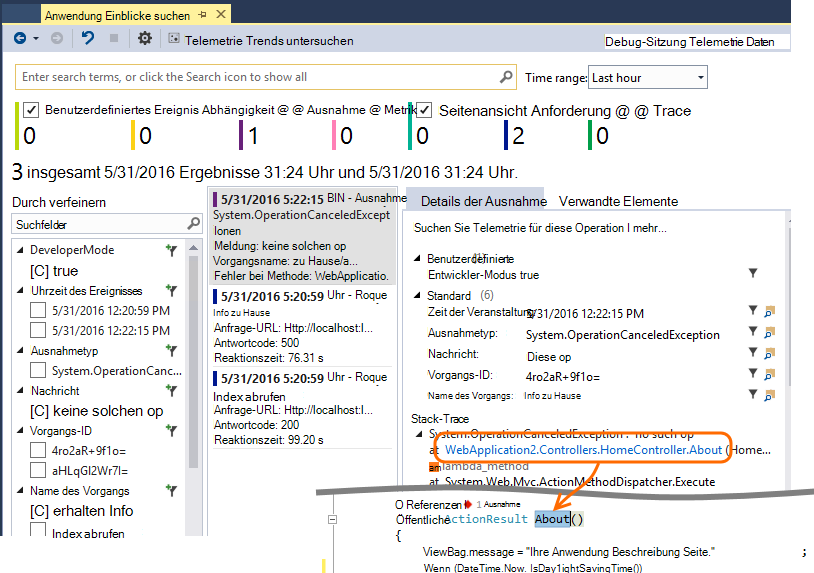 Anwendung Einblicke suchen
Telemetrie Trends untersuchen
Debug-Sitzung Telemetrie Daten
Enter search terms, or click the Search icon to show all
Time range:
Last hour
Benutzerdefiniertes Ereignis Abhängigkeit @ @ Ausnahme @ Metrik
Seitenansicht Anforderung @ @ Trace
0 0 1 0 0 2 0
3 insgesamt 5/31/2016 Ergebnisse 31:24 Uhr und 5/31/2016 31:24 Uhr.
Durch verfeinern
Suchfelder
DeveloperMode
[C] true
Uhrzeit des Ereignisses
5/31/2016 12:20:59 PM
5/31/2016 12:22:15 PM
Ausnahmetyp
System.OperationCanc...
Nachricht
[C] keine solchen op
Vorgangs-ID
4ro2aR+9f1o=
aHLqGl2Wr7I=
Name des Vorgangs
[C] erhalten Info
Index abrufen
5/31/2016 5:22:15 BIN - Ausnahme
System.OperationCanceledExcept
Ionen
Meldung: keine solchen op
Vorgangsname: zu Hause/a...
Fehler bei Methode: WebApplicatio.
5/31/2016 5:20:59 Uhr - Roque
Info zu Hause
Anfrage-URL: Http://localhost:l...
Antwortcode: 500
Reaktionszeit: 76.31 s
5/31/2016 5:20:59 Uhr - Roque
Index abrufen
Anfrage-URL: Http://localhost:l...
Antwortcode: 200
Reaktionszeit: 99.20 s
Details der Ausnahme
Verwandte Elemente
Suchen Sie Telemetrie für diese Operation I mehr...
Benutzerdefinierte
Entwickler-Modus true
Standard (6)
Zeit der Veranstaltung 5/31/2016 12:22:15 PM
Ausnahmetyp: System.OperationCanceledException
Nachricht: Diese op
Vorgangs-ID: 4ro2aR+9f1o=
Name des Vorgangs: Info zu Hause
Stack-Trace
System.OperationCanceledException : no such op
at WebApplication2.Controllers.HomeController.About (Home...
am lambda_method
at System.Web.Mvc.ActionMethodDispatcher.Execute
O Referenzen 1 Ausnahme
Öffentliche ActionResult About()
{
ViewBag.message = "Ihre Anwendung Beschreibung Seite." ;
Wenn (DateTime.Now. IsDay1ightSavingTime())